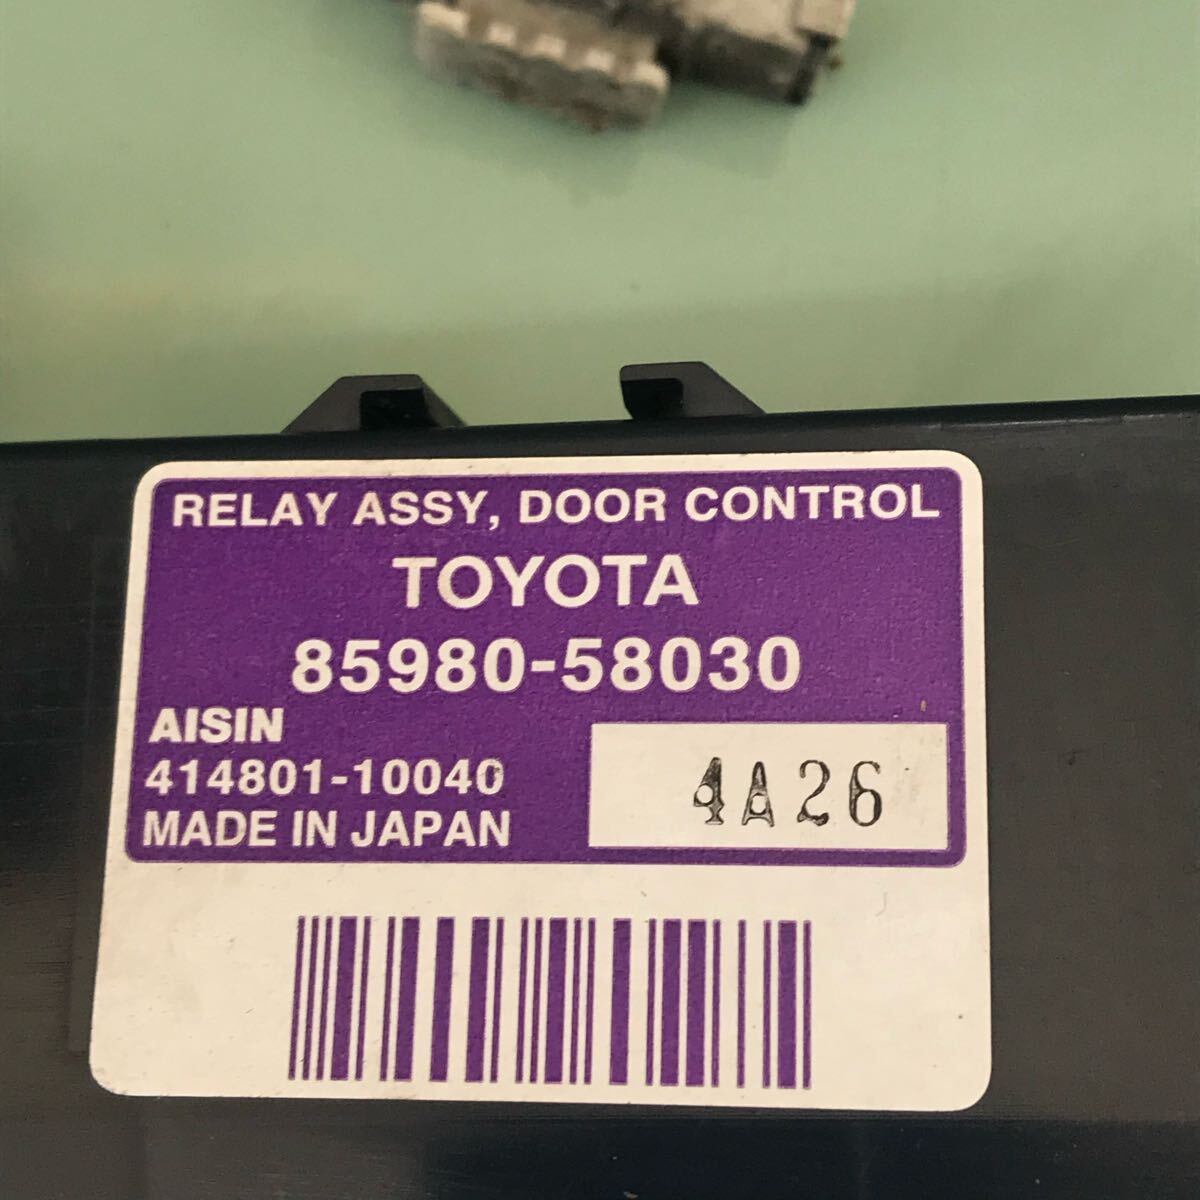 RELAY ASSY, DOOR CONTROL
TOYOTA
85980-58030
AISIN
414801-10040
MADE IN JAPAN
4A26